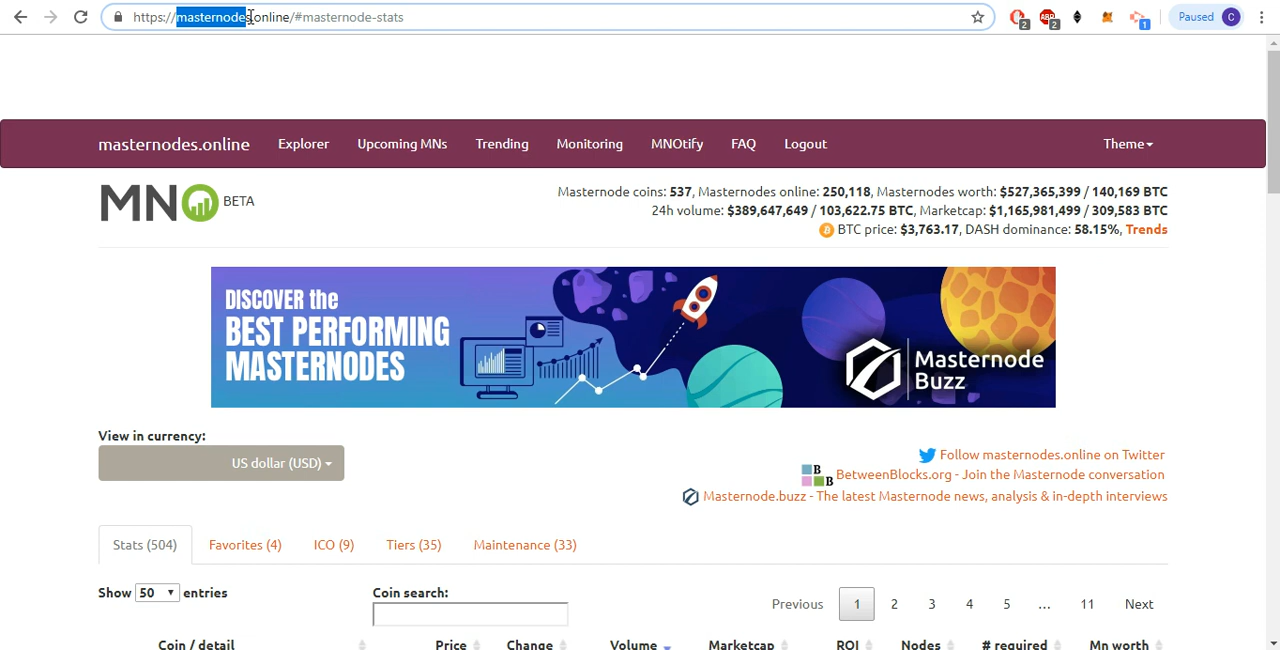 https://masternodes.online/#masternode-stats
2
ABP
2
1
Paused
C
masternodes.online Explorer Upcoming MNs Trending Monitoring MNOtify FAQ Logout Theme
MNO BETA
Masternode coins: 537, Masternodes online: 250,118, Masternodes worth: $527,365,399 / 140,169 BTC
24h volume: $389,647,649 / 103,622.75 BTC, Marketcap: $1,165,981,499 / 309,583 BTC
BTC price: $3,763.17, DASH dominance: 58.15%, Trends
DISCOVER the
BEST PERFORMING
MASTERNODES
Masternode
Buzz
View in currency:
US dollar (USD)
Follow masternodes.online on Twitter
B
B
BetweenBlocks.org - Join the Masternode conversation
Masternode.buzz - The latest Masternode news, analysis & in-depth interviews
Stats (504) Favorites (4) ICO (9) Tiers (35) Maintenance (33)
Show 50 entries
Coin search:
Previous 1 2 3 4 5 ... 11 Next
Coin / detail Price Change Volume Marketcap ROI Nodes # required Mn worth